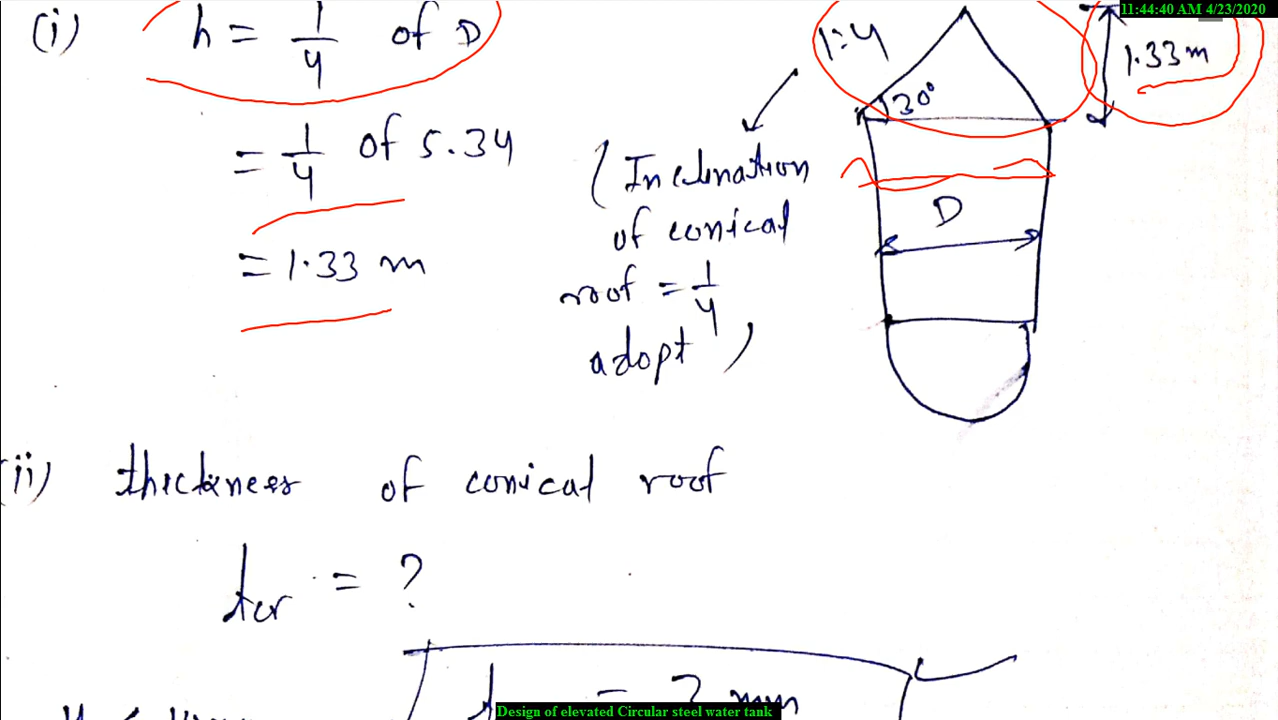 11:44:40 AM 4/23/2020
(i) h = 1/4 of D
1:4
1.33 m
30°
= 1/4 of 5.34
(Inclination
of conical
roof = 1/4
adopt)
D
= 1.33 m
(ii) thickness of conical roof
tcr = ?
= 2 mm
Design of elevated Circular steel water tank